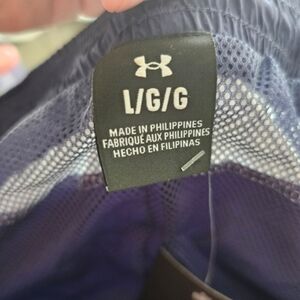 L/G/G
MADE IN PHILIPPINES
FABRIQUÉ AUX PHILIPPINES
HECHO EN FILIPINAS